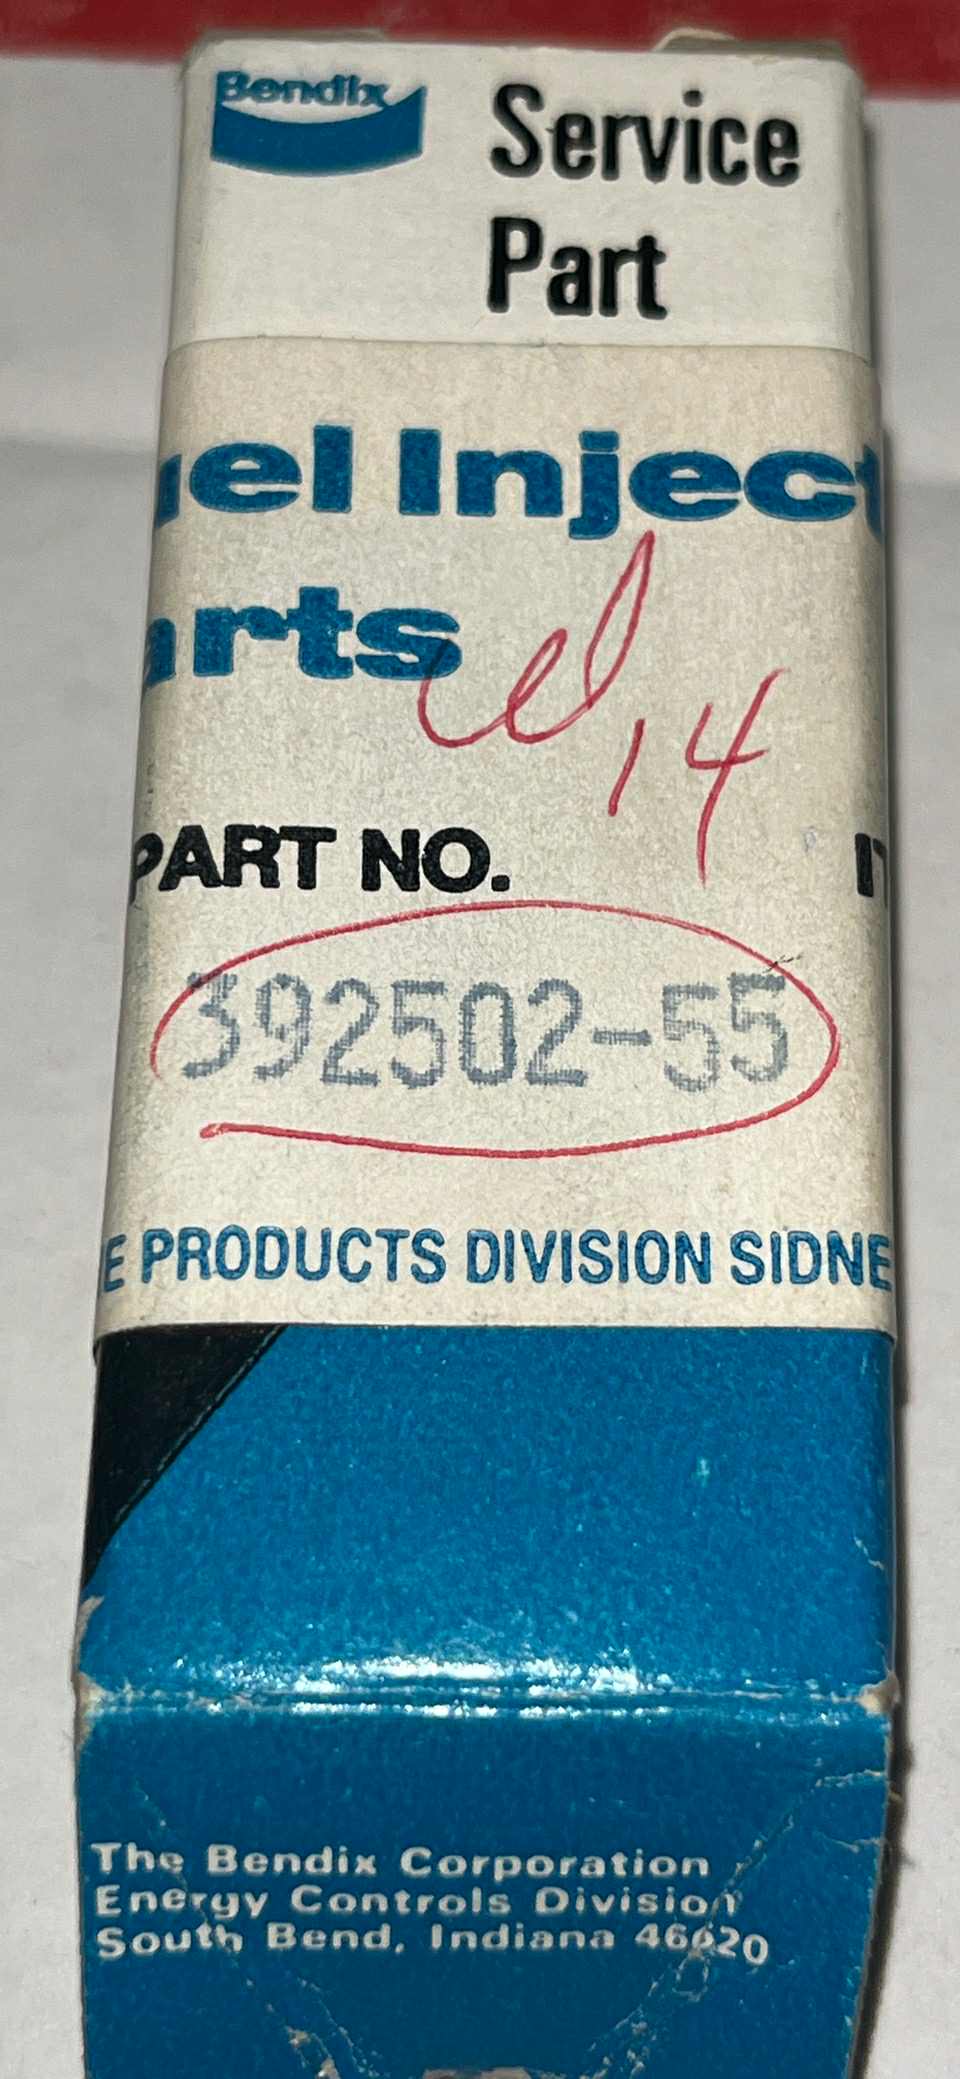 Bendix
Service
Part
uel Inject
arts
14
PART NO.
392502-55
E PRODUCTS DIVISION SIDNE
The Bendix Corporation
Energy Controls Division
South Bend, Indiana 46620